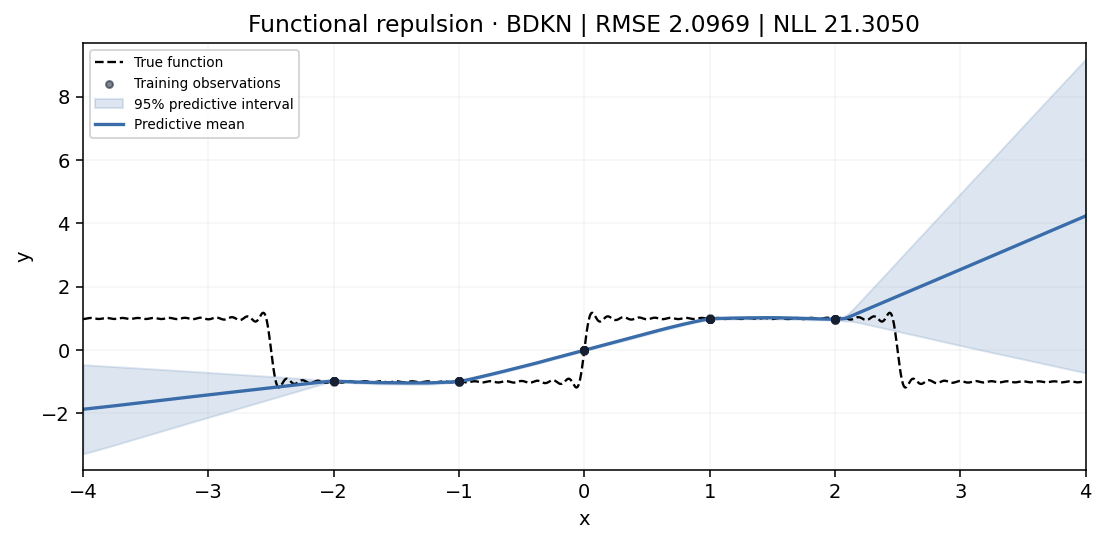 Functional repulsion · BDKN | RMSE 2.0969 | NLL 21.3050
True function
Training observations
95% predictive interval
Predictive mean
y
8
6
4
2
0
−2
−4 −3 −2 −1 0 1 2 3 4
x